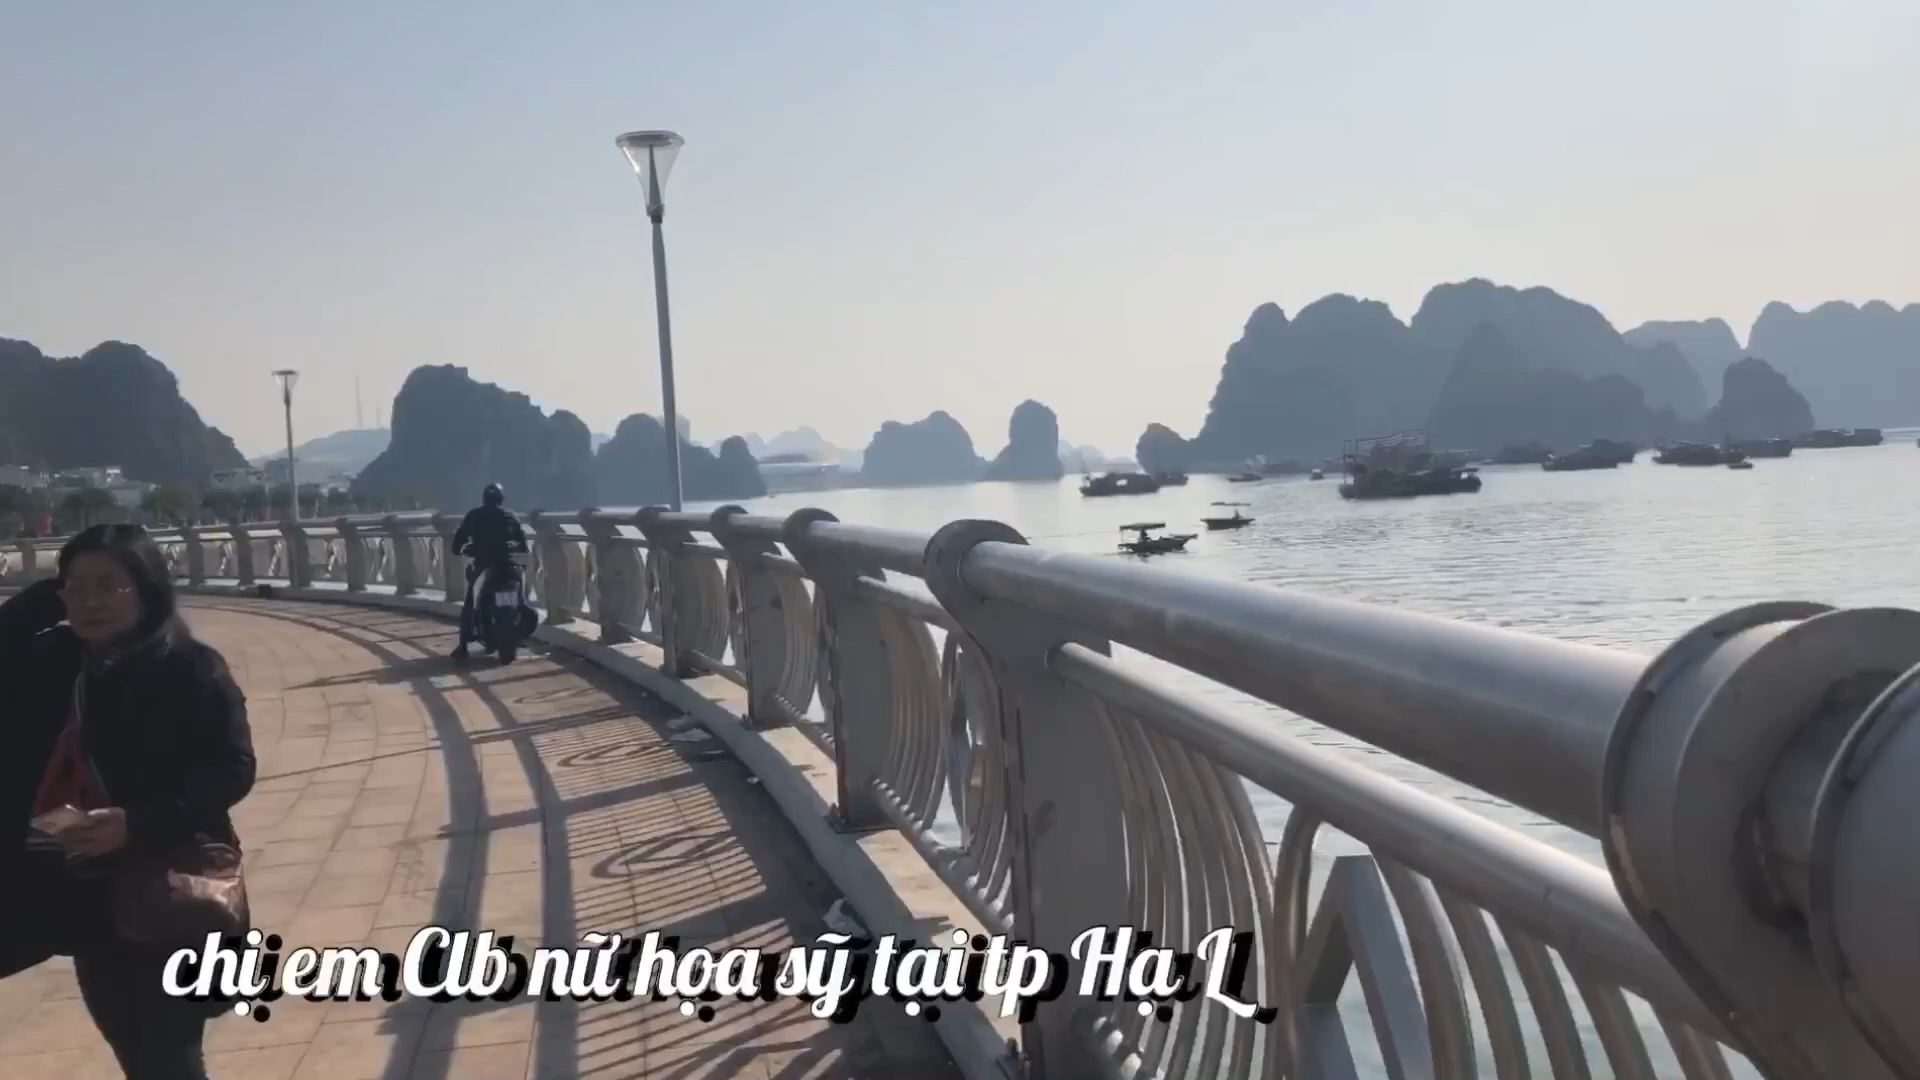 chị em Clb nữ họa sỹ tại tp Hạ L